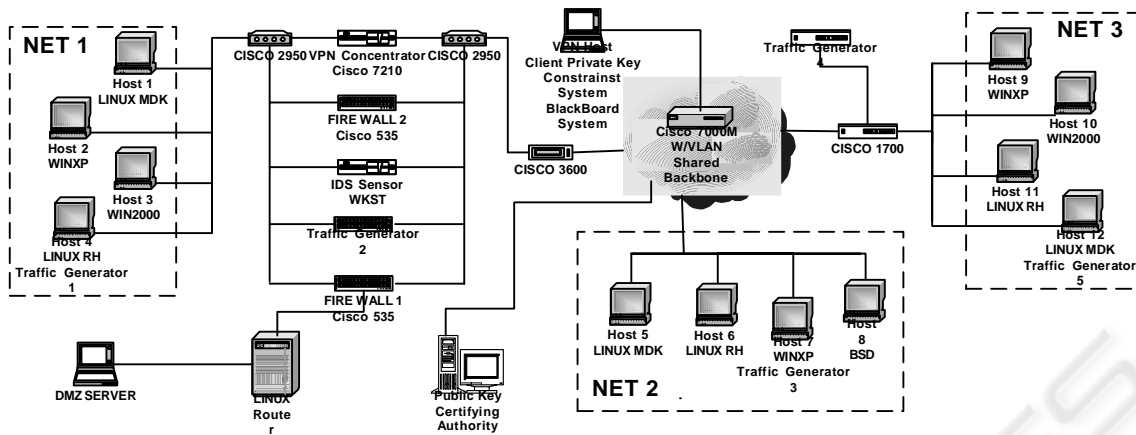 NET 1
Host 1
LINUX MDK
Host 2
WINXP
Host 3
WIN2000
Host 4
LINUX RH
Traffic Generator
1
CISCO 2950
VPN Concentrator
Cisco 7210
CISCO 2950
FIRE WALL 2
Cisco 535
IDS Sensor
WKST
Traffic Generator
2
FIRE WALL 1
Cisco 535
DMZ SERVER
LINUX
Route
r
Public Key
Certifying
Authority
CISCO 3600
VPN Host
Client Private Key
Constrainst
System
BlackBoard
System
Cisco 7000M
W/VLAN
Shared
Backbone
Traffic Generator
4
CISCO 1700
NET 2
Host 5
LINUX MDK
Host 6
LINUX RH
Host 7
WINXP
Traffic Generator
3
Host
8
BSD
NET 3
Host 9
WINXP
Host 10
WIN2000
Host 11
LINUX RH
Host 12
LINUX MDK
Traffic Generator
5